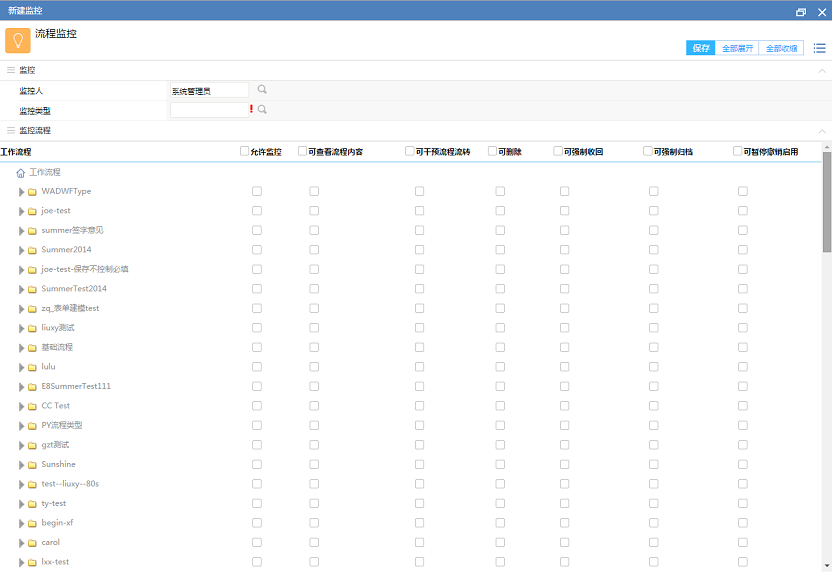 新建监控
流程监控
保存 全部展开 全部收缩
监控
监控人 系统管理员
监控类型 !
监控流程
工作流程 允许监控 可查看流程内容 可干预流程流转 可删除 可强制收回 可强制归档 可暂停撤销启用
工作流程
WADWFType
joe-test
summer签字意见
Summer2014
joe-test-保存不控制必填
SummerTest2014
zq_表单建模test
liuxy测试
基础流程
lulu
E8SummerTest111
CC Test
PY流程类型
gzt测试
Sunshine
test--liuxy--80s
ty-test
begin-xf
carol
lxx-test